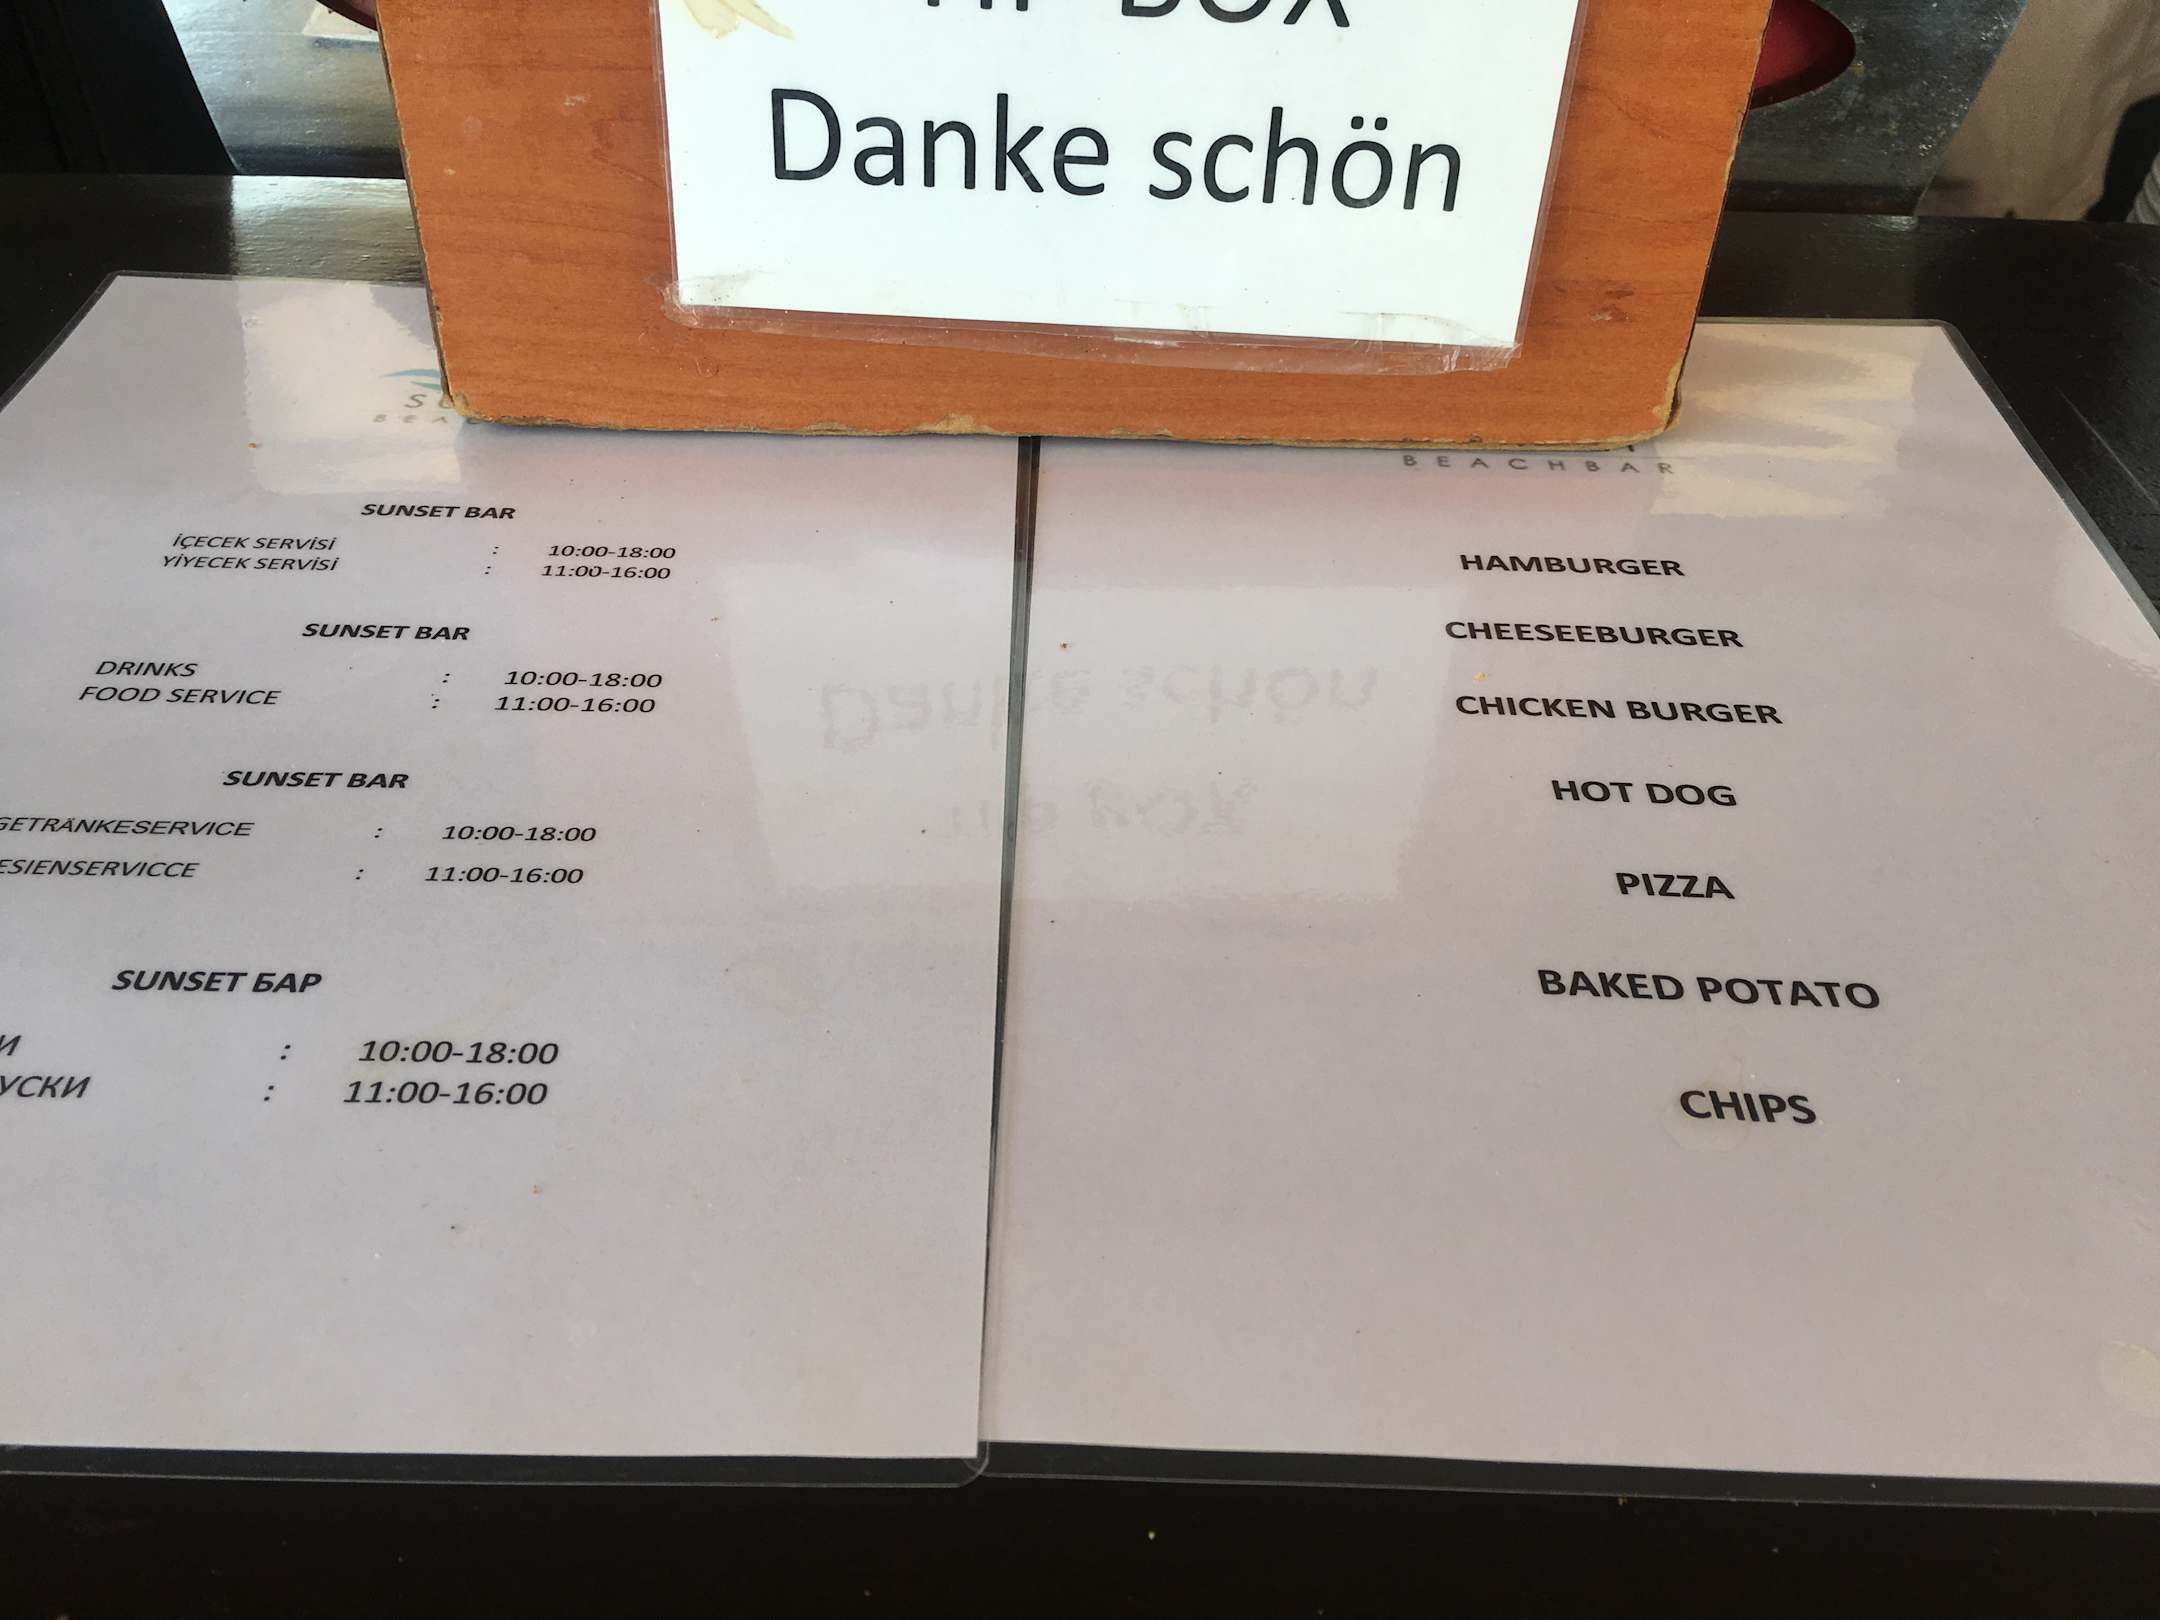 BOX
Danke schön
BEACHBAR
SUNSET BAR
İÇECEK SERVİSİ : 10:00-18:00
YİYECEK SERVİSİ : 11:00-16:00
SUNSET BAR
DRINKS : 10:00-18:00
FOOD SERVICE : 11:00-16:00
SUNSET BAR
GETRÄNKESERVICE : 10:00-18:00
ESIENSERVICCE : 11:00-16:00
SUNSET БАР
: 10:00-18:00
: 11:00-16:00
HAMBURGER
CHEESEEBURGER
CHICKEN BURGER
HOT DOG
PIZZA
BAKED POTATO
CHIPS